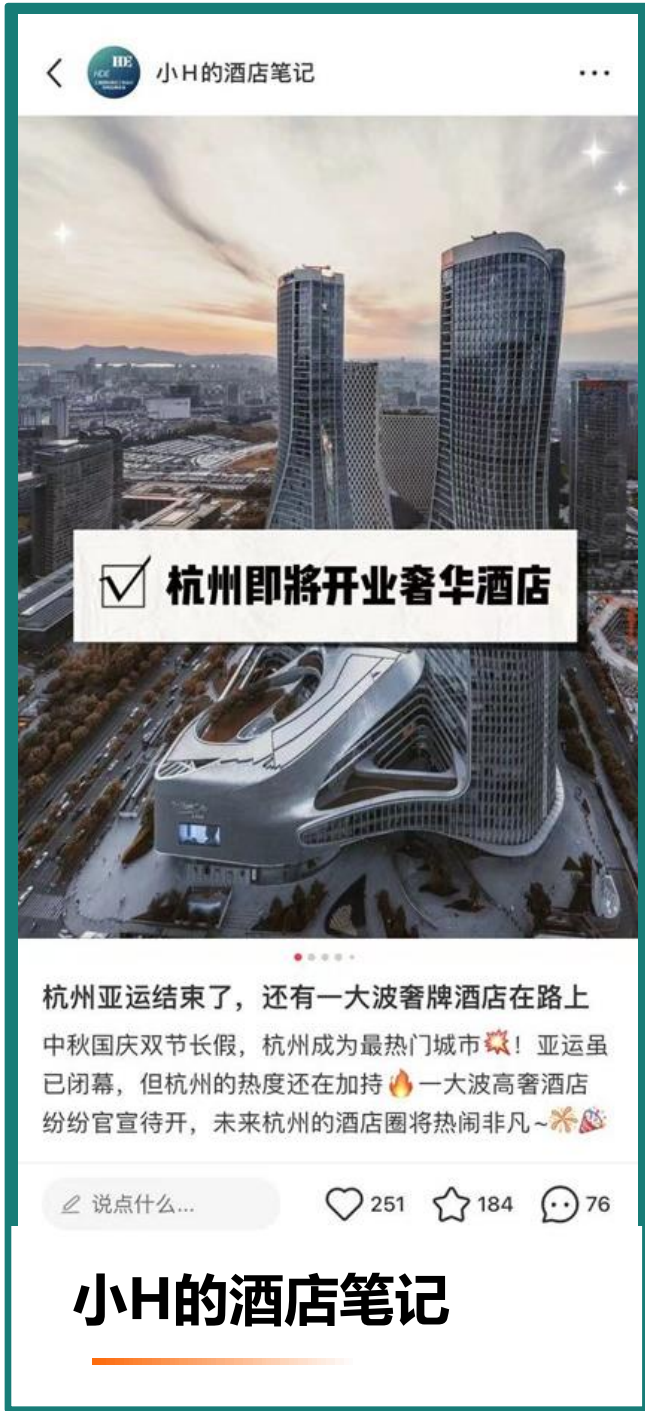 HE
HDE
小H的酒店笔记
杭州即將开业奢华酒店
杭州亚运结束了，还有一大波奢牌酒店在路上
中秋国庆双节长假，杭州成为最热门城市💥！亚运虽
已闭幕，但杭州的热度还在加持🔥一大波高奢酒店
纷纷官宣待开，未来杭州的酒店圈将热闹非凡~🎇🎉
说点什么...
251
184
76
小H的酒店笔记